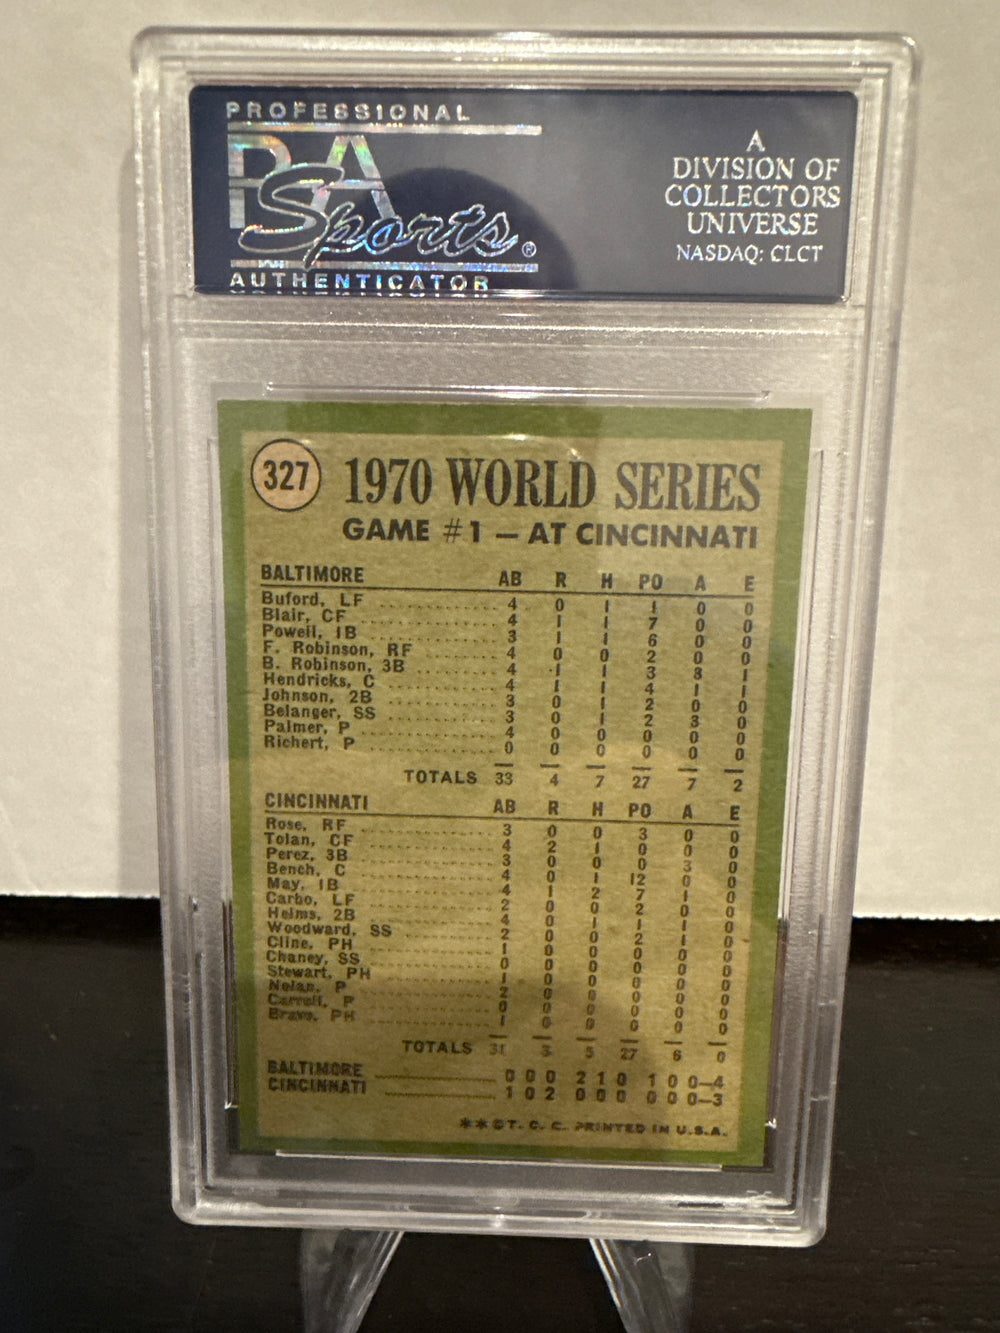 PROFESSIONAL
PSA
Sports®
AUTHENTICATOR
A
DIVISION OF
COLLECTORS
UNIVERSE
NASDAQ: CLCT
327
1970 WORLD SERIES
GAME #1 — AT CINCINNATI
BALTIMORE AB R H PO A E
Buford, LF 4 0 1 1 0 0
Blair, CF 4 1 1 7 0 0
Powell, 1B 3 1 1 6 0 0
F. Robinson, RF 4 0 0 2 0 0
B. Robinson, 3B 4 1 1 3 3 1
Hendricks, C 4 1 1 4 1 1
Johnson, 2B 3 0 1 2 0 0
Belanger, SS 3 0 1 2 3 0
Palmer, P 4 0 0 0 0 0
Richert, P 0 0 0 0 0 0
TOTALS 33 4 7 27 7 2
CINCINNATI AB R H PO A E
Rose, RF 3 0 0 3 0 0
Tolan, CF 4 2 1 0 0 0
Perez, 3B 3 0 0 0 3 0
Bench, C 4 0 1 12 0 0
May, 1B 4 1 2 7 1 0
Carbo, LF 2 0 0 2 0 0
Helms, 2B 4 0 1 1 1 0
Woodward, SS 2 0 0 2 1 0
Cline, PH 1 0 0 0 0 0
Chaney, SS 0 0 0 0 0 0
Stewart, PH 1 0 0 0 0 0
Nolan, P 2 0 0 0 0 0
Carroll, P 0 0 0 0 0 0
Bravo, PH 1 0 0 0 0 0
TOTALS 31 3 5 27 6 0
BALTIMORE 0 0 0 2 1 0 1 0 0—4
CINCINNATI 1 0 2 0 0 0 0 0 0—3
**©T. C. C. PRINTED IN U.S.A.